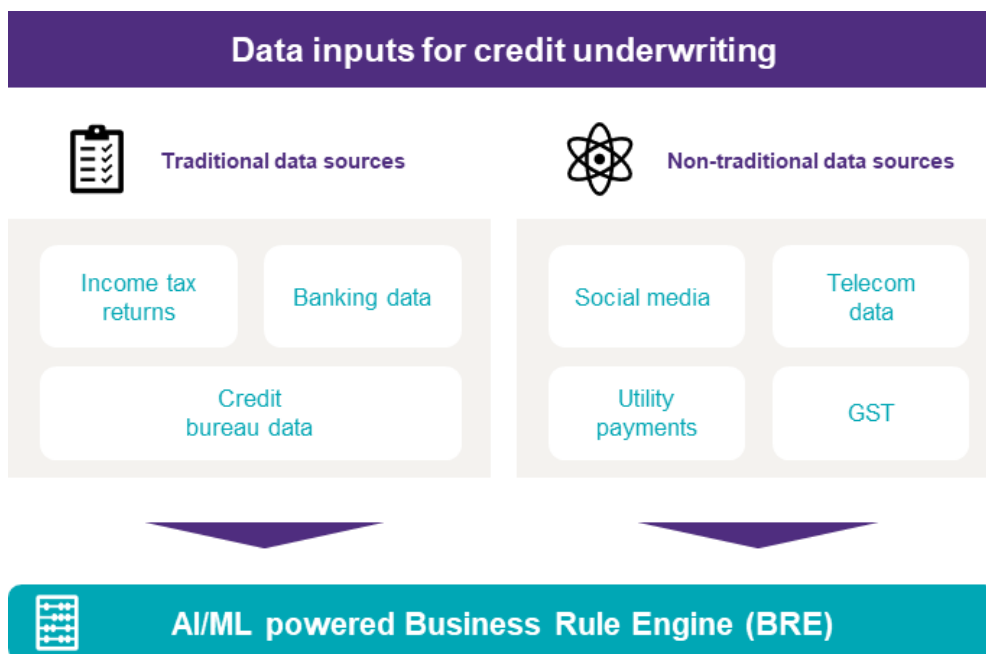 Data inputs for credit underwriting
Traditional data sources
Non-traditional data sources
Income tax
returns
Banking data
Credit
bureau data
Social media
Telecom
data
Utility
payments
GST
AI/ML powered Business Rule Engine (BRE)